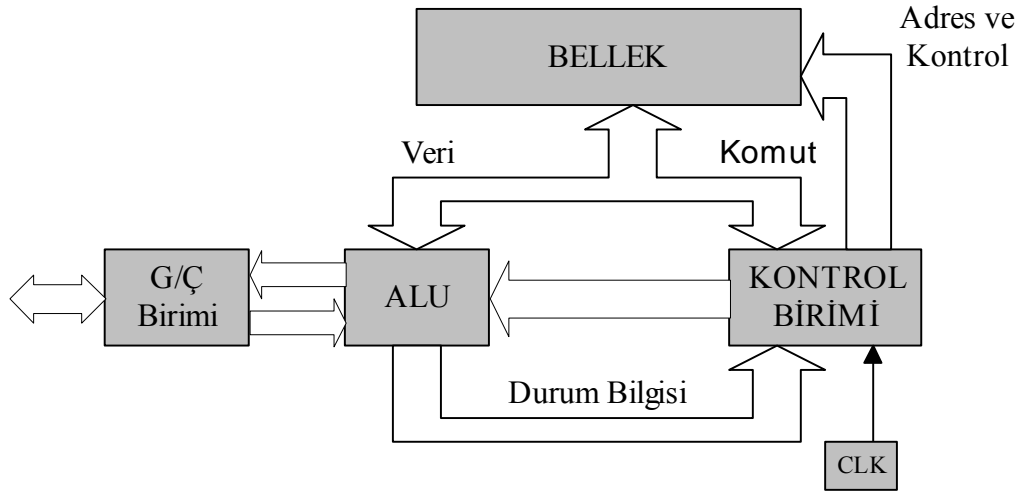 Adres ve
Kontrol
BELLEK
Veri
Komut
G/Ç
Birimi
ALU
KONTROL
BİRİMİ
Durum Bilgisi
CLK